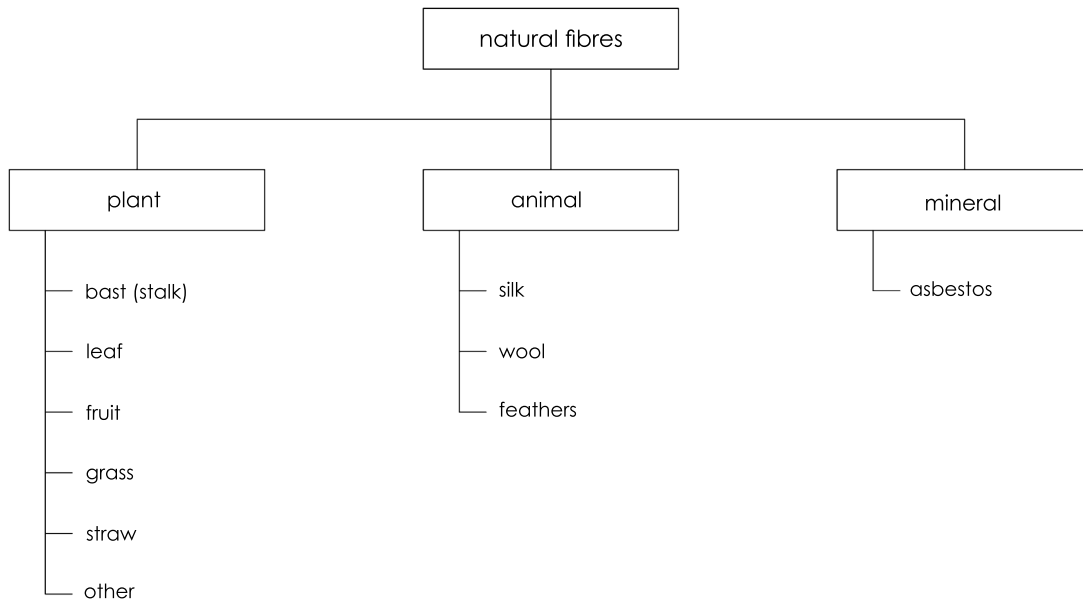 natural fibres
plant
animal
mineral
bast (stalk)
leaf
fruit
grass
straw
other
silk
wool
feathers
asbestos